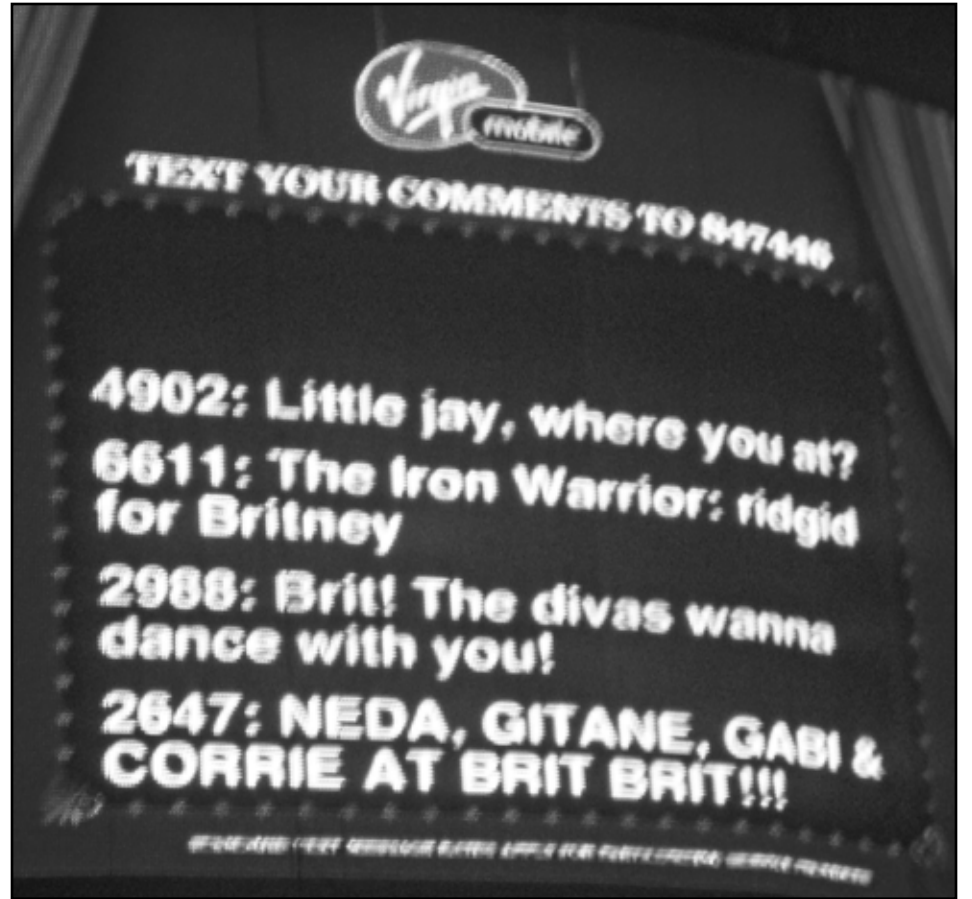 Virgin
mobile
TEXT YOUR COMMENTS TO 847446
4902: Little jay, where you at?
6611: The Iron Warrior: ridgid
for Britney
2988: Brit! The divas wanna
dance with you!
2647: NEDA, GITANE, GABI &
CORRIE AT BRIT BRIT!!!